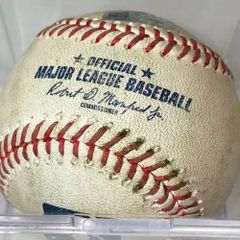 OFFICIAL
MAJOR LEAGUE BASEBALL
Robert D. Manfred Jr.
COMMISSIONER